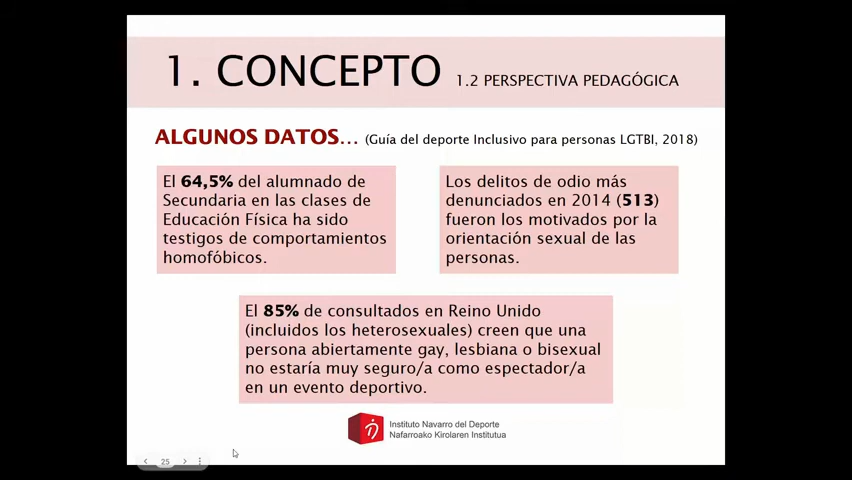 1. CONCEPTO 1.2 PERSPECTIVA PEDAGÓGICA
ALGUNOS DATOS... (Guía del deporte Inclusivo para personas LGTBI, 2018)
El 64,5% del alumnado de
Secundaria en las clases de
Educación Física ha sido
testigos de comportamientos
homofóbicos.
Los delitos de odio más
denunciados en 2014 (513)
fueron los motivados por la
orientación sexual de las
personas.
El 85% de consultados en Reino Unido
(incluidos los heterosexuales) creen que una
persona abiertamente gay, lesbiana o bisexual
no estaría muy seguro/a como espectador/a
en un evento deportivo.
Instituto Navarro del Deporte
Nafarroako Kirolaren Institutua
25